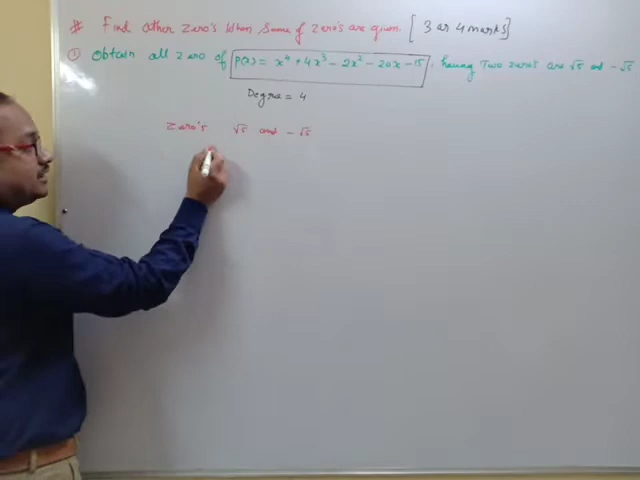 # Find Other Zero's When Some of Zero's are given. [3 or 4 marks]
① Obtain all Zero of P(x) = x⁴ + 4x³ - 2x² - 20x - 15, having Two zeros are √5 and -√5
Degree = 4
Zero's √5 and -√5